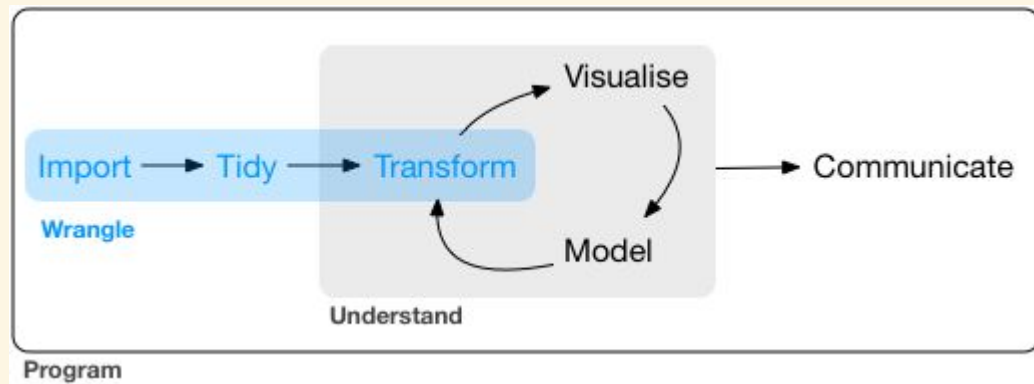 Visualise
Import Tidy Transform Communicate
Wrangle
Model
Understand
Program